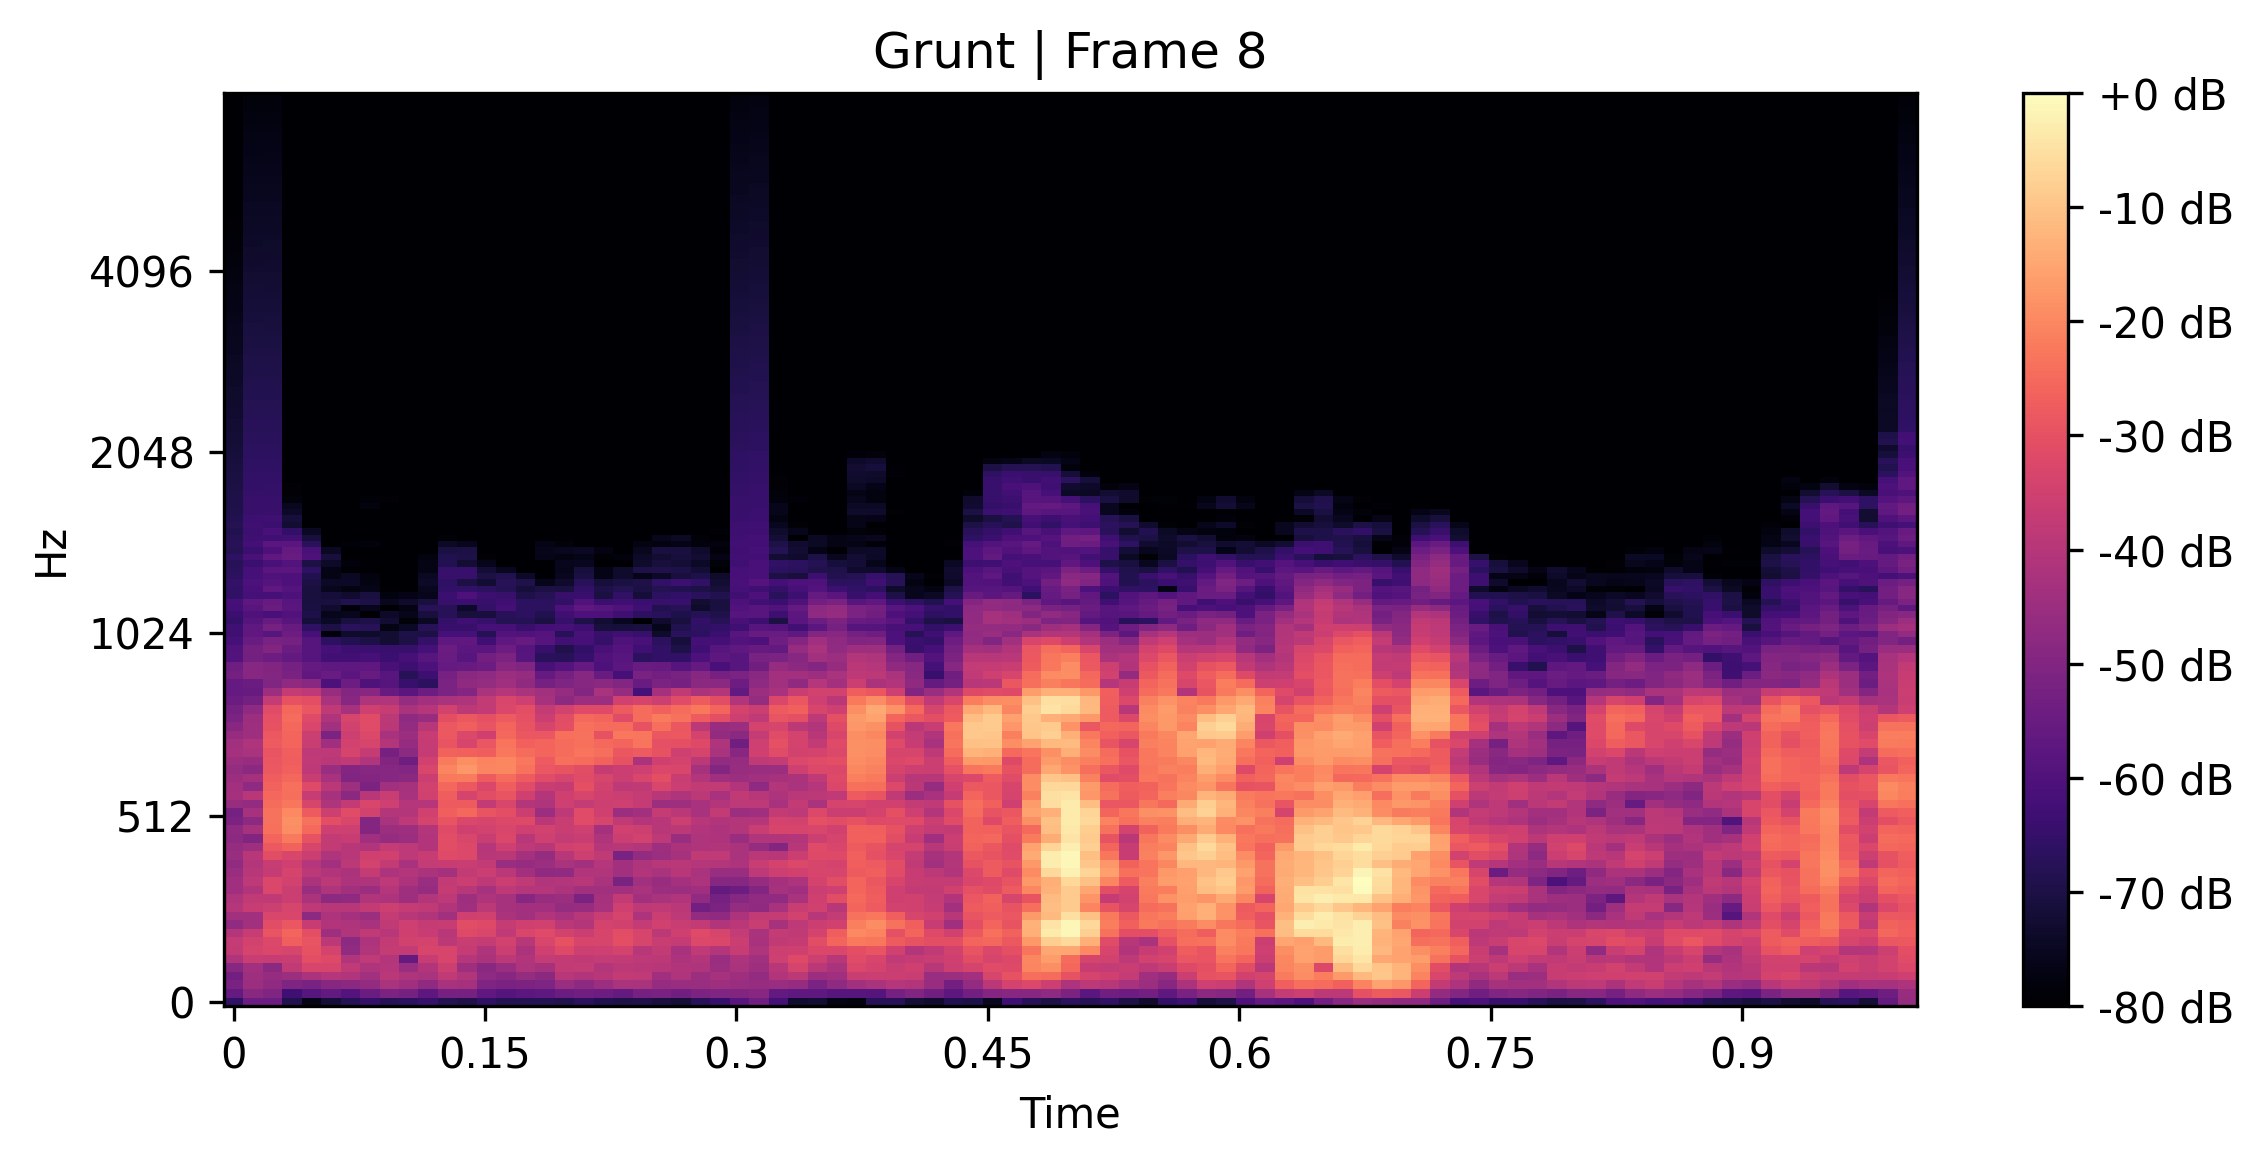 Grunt | Frame 8
+0 dB
-10 dB
-20 dB
-30 dB
-40 dB
-50 dB
-60 dB
-70 dB
-80 dB
4096
2048
1024
512
0
Hz
0 0.15 0.3 0.45 0.6 0.75 0.9
Time